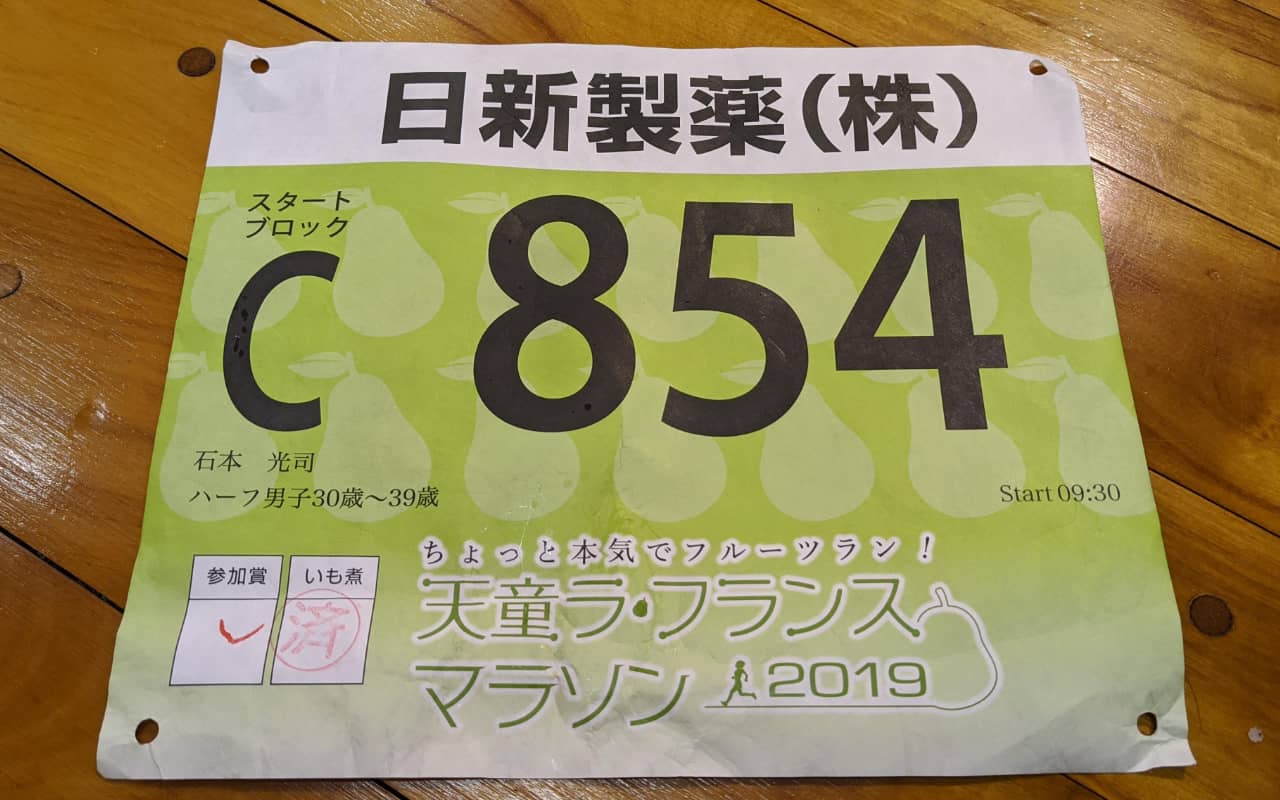 日新製薬(株)
スタート
ブロック
C 854
石本 光司
ハーフ男子30歳～39歳
Start 09:30
参加賞 いも煮
済
ちょっと本気でフルーツラン！
天童ラ・フランス
マラソン 2019